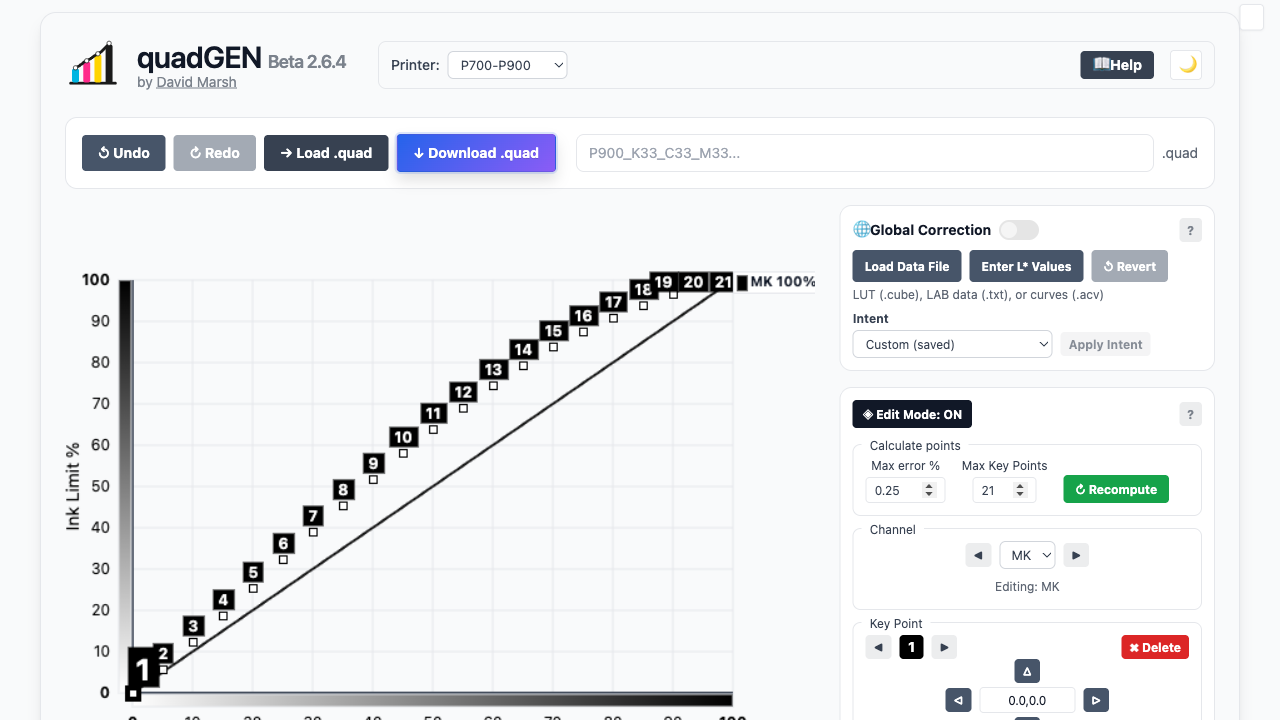 quadGEN Beta 2.6.4
by David Marsh
Printer: P700-P900
📖Help
🌙
↺ Undo
↻ Redo
→ Load .quad
↓ Download .quad
P900_K33_C33_M33... .quad
🌐Global Correction
?
Load Data File
Enter L* Values
↺ Revert
LUT (.cube), LAB data (.txt), or curves (.acv)
Intent
Custom (saved)
Apply Intent
◈ Edit Mode: ON
?
Calculate points
Max error % Max Key Points
0.25 21 ↻ Recompute
Channel
◀ MK ▶
Editing: MK
Key Point
◀ 1 ▶ ✖ Delete
0.0,0.0
Ink Limit %
100
90
80
70
60
50
40
30
20
10
0
1
2
3
4
5
6
7
8
9
10
11
12
13
14
15
16
17
18
19
20
21
MK 100%